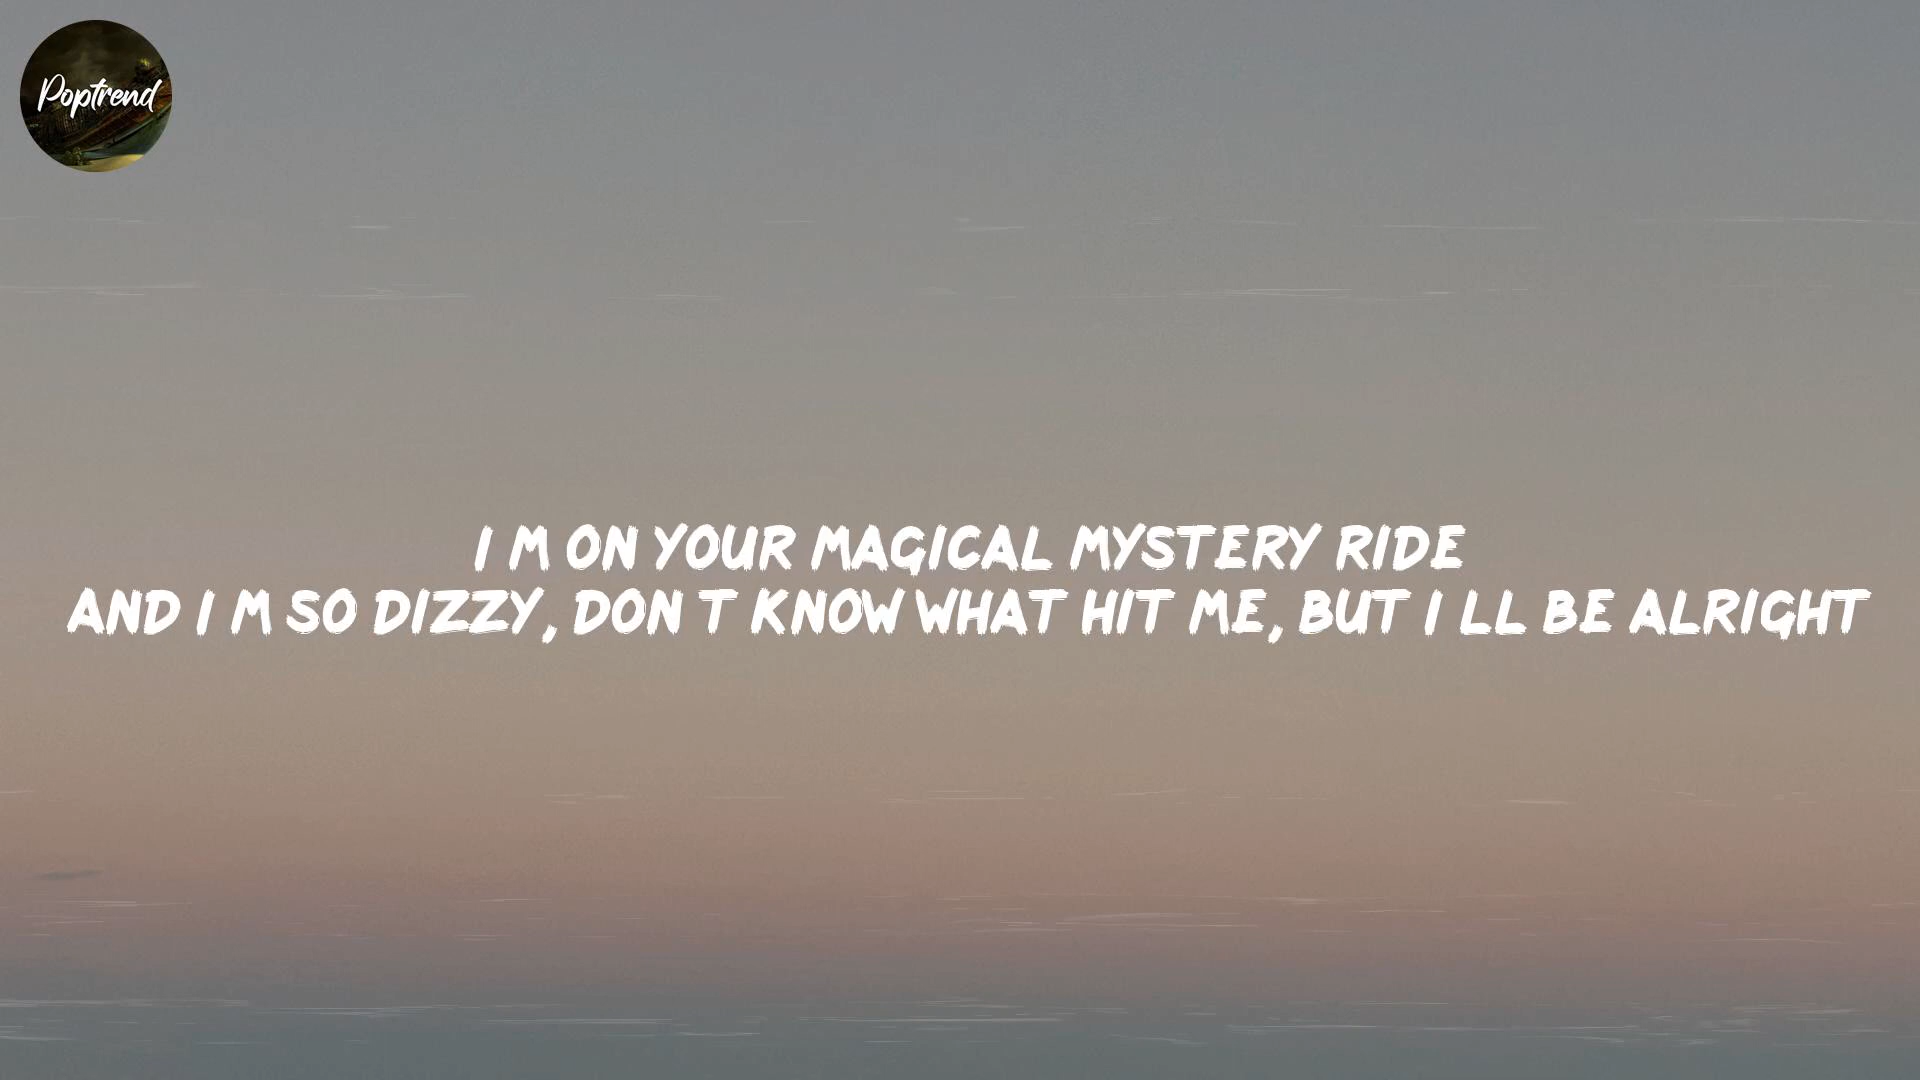 Poptrend
I M ON YOUR MAGICAL MYSTERY RIDE
AND I M SO DIZZY, DON T KNOW WHAT HIT ME, BUT I LL BE ALRIGHT